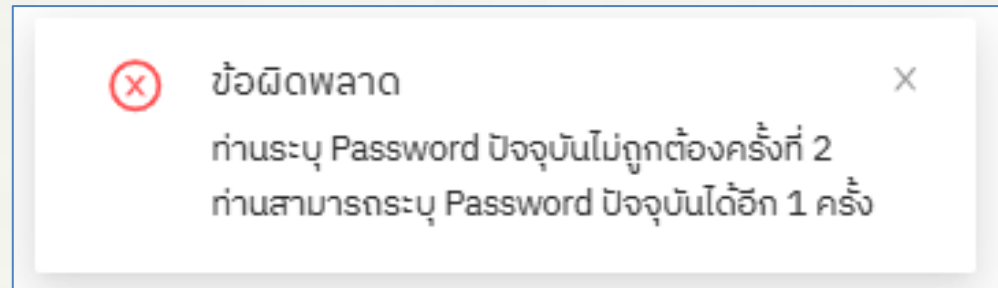 ข้อผิดพลาด
ท่านระบุ Password ปัจจุบันไม่ถูกต้องครั้งที่ 2
ท่านสามารถระบุ Password ปัจจุบันได้อีก 1 ครั้ง